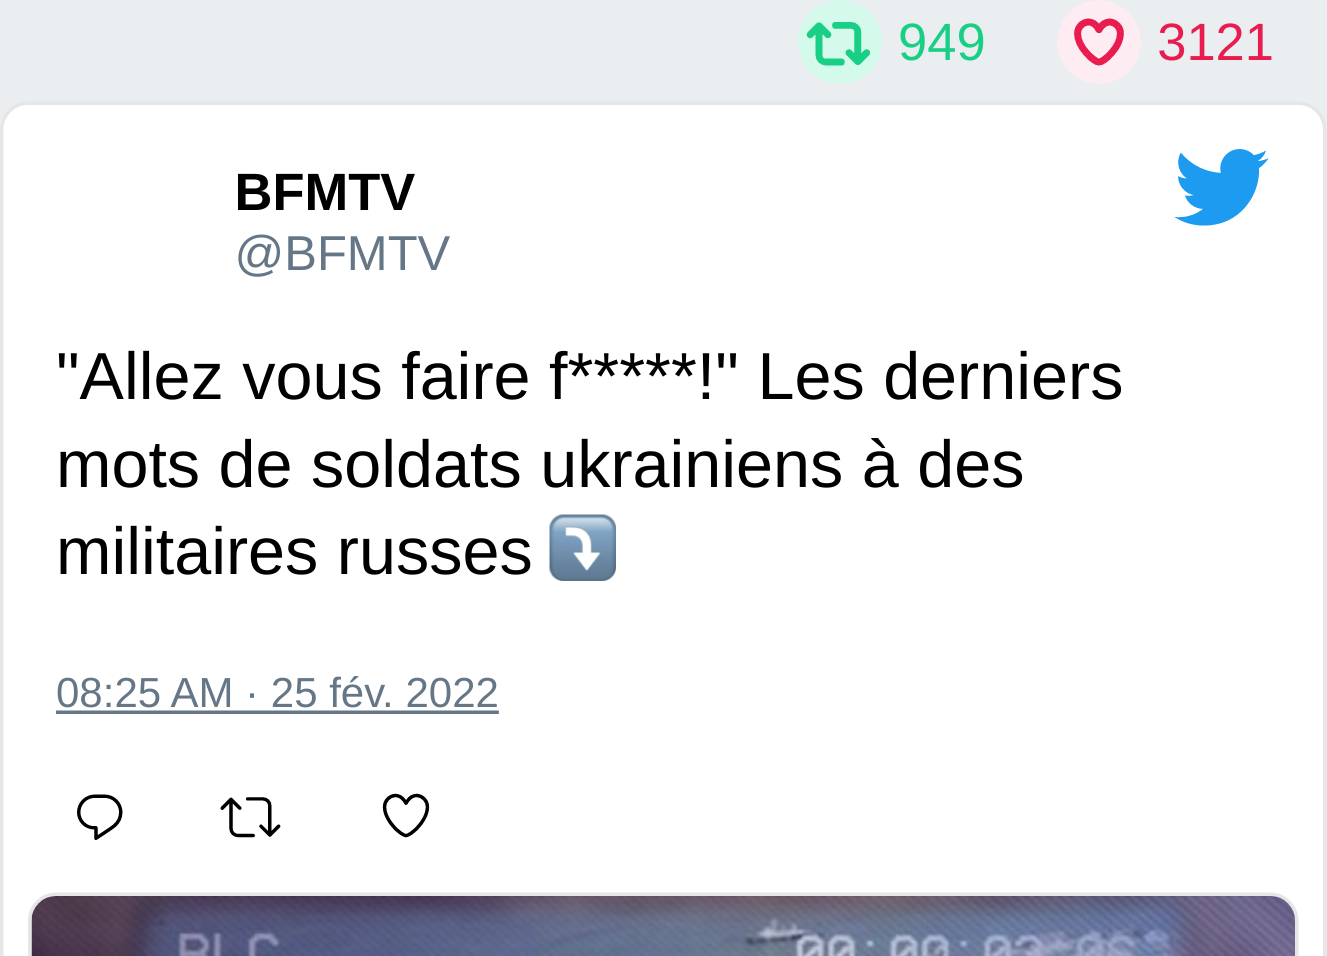 949 3121
BFMTV
@BFMTV
"Allez vous faire f*****!" Les derniers
mots de soldats ukrainiens à des
militaires russes ⤵️
08:25 AM · 25 fév. 2022